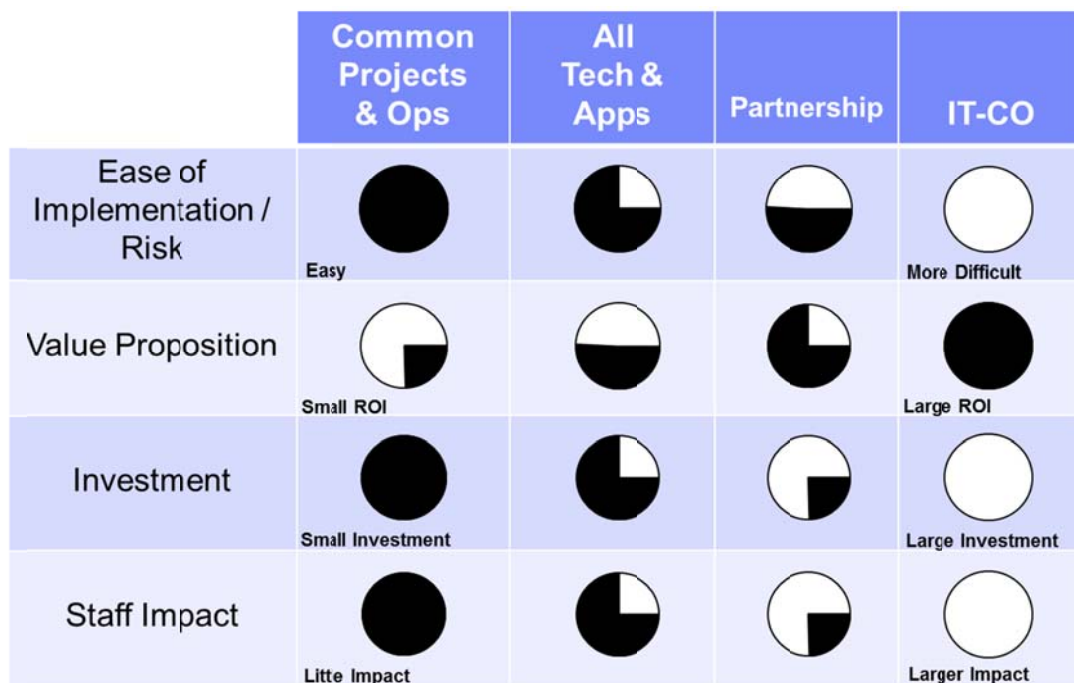 Common
Projects
& Ops
All
Tech &
Apps
Partnership
IT-CO
Ease of
Implementation /
Risk
Easy
More Difficult
Value Proposition
Small ROI
Large ROI
Investment
Small Investment
Large Investment
Staff Impact
Litte Impact
Larger Impact